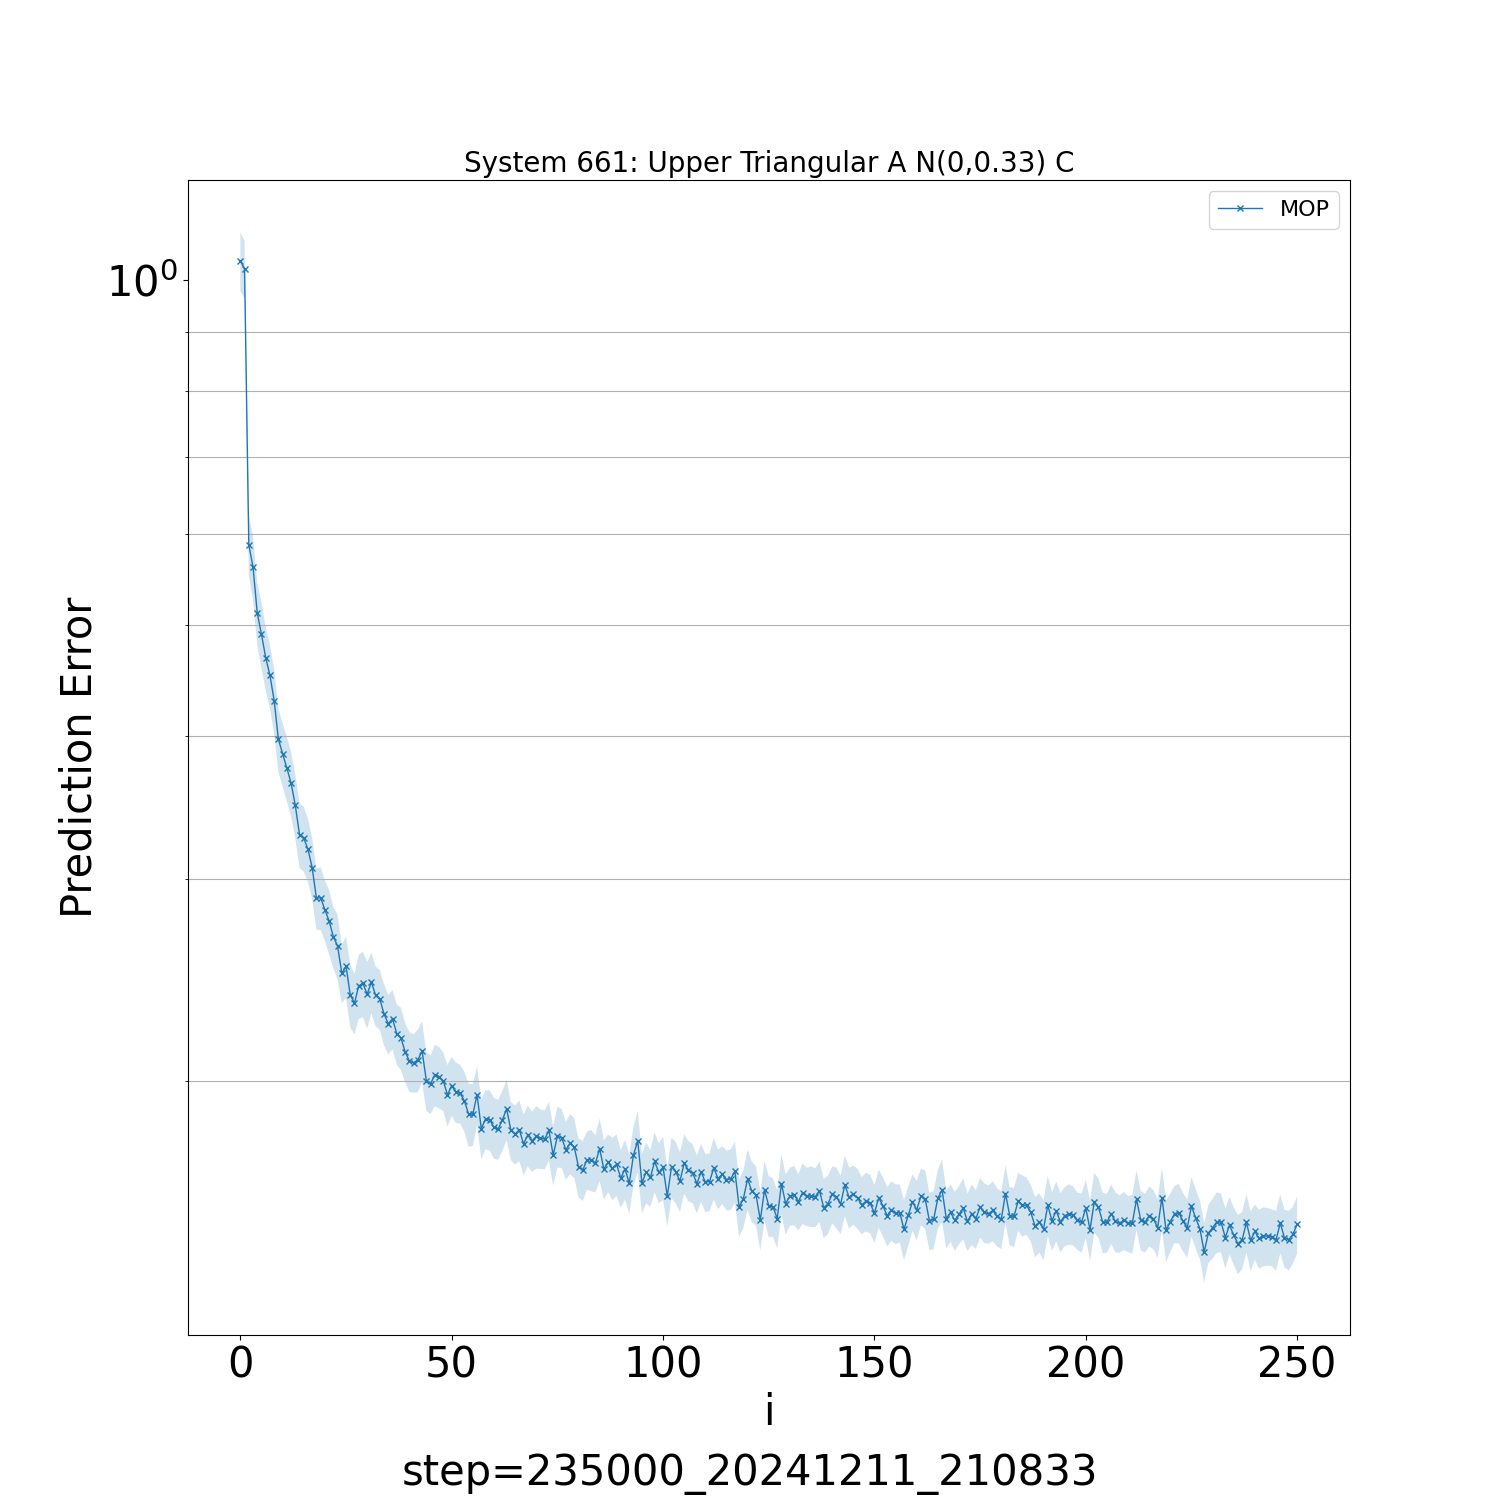 System 661: Upper Triangular A N(0,0.33) C
MOP
10⁰
Prediction Error
0 50 100 150 200 250
i
step=235000_20241211_210833